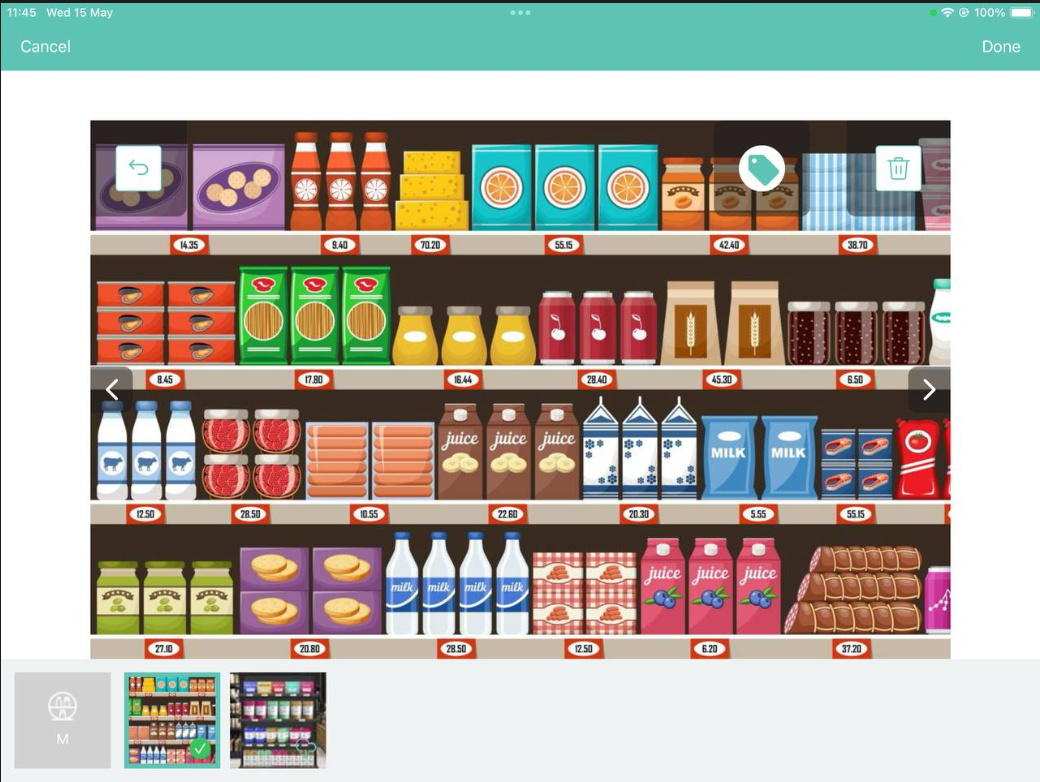 11:45 Wed 15 May
100%
Cancel
Done
14.35 9.40 70.20 55.15 42.40 38.70
8.45 17.80 16.44 28.40 45.30 6.50
juice juice juice
MILK MILK
12.50 28.50 10.55 22.60 20.30 5.55 55.15
milk milk milk milk
juice juice juice
27.10 20.80 28.50 12.50 6.20 37.20
M